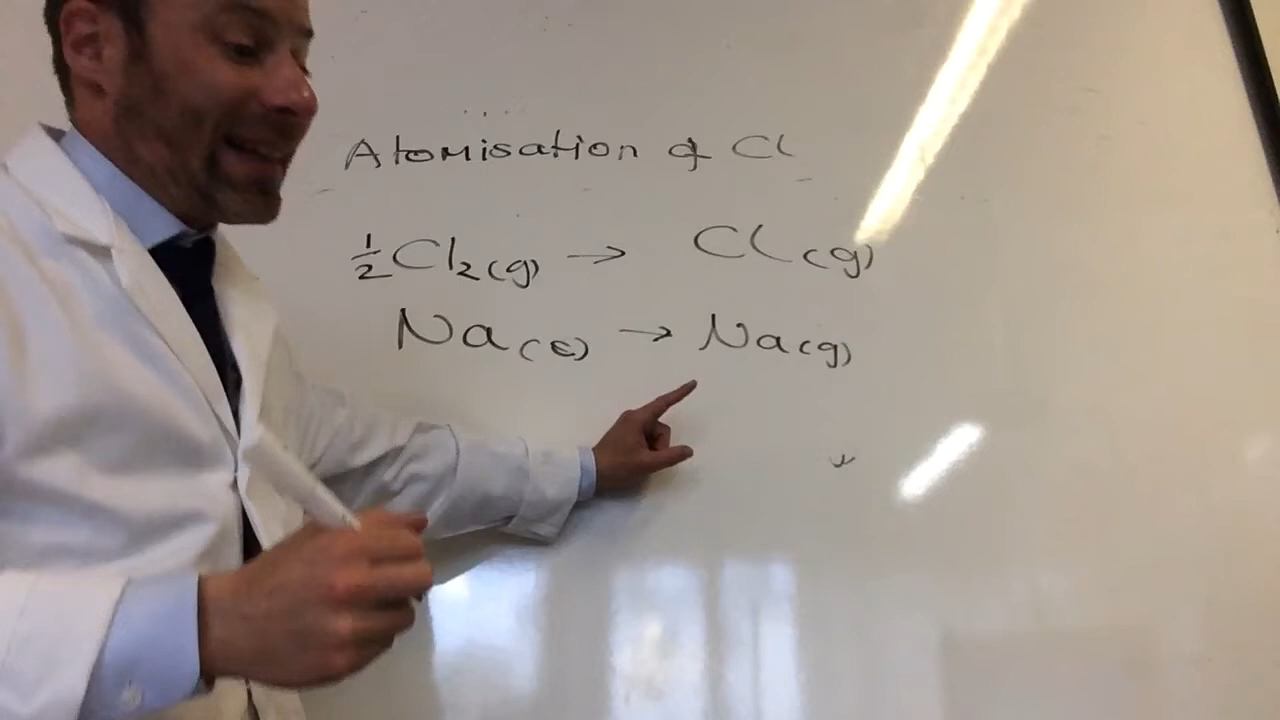 Atomisation of Cl
½Cl₂(g) → Cl(g)
Na(s) → Na(g)